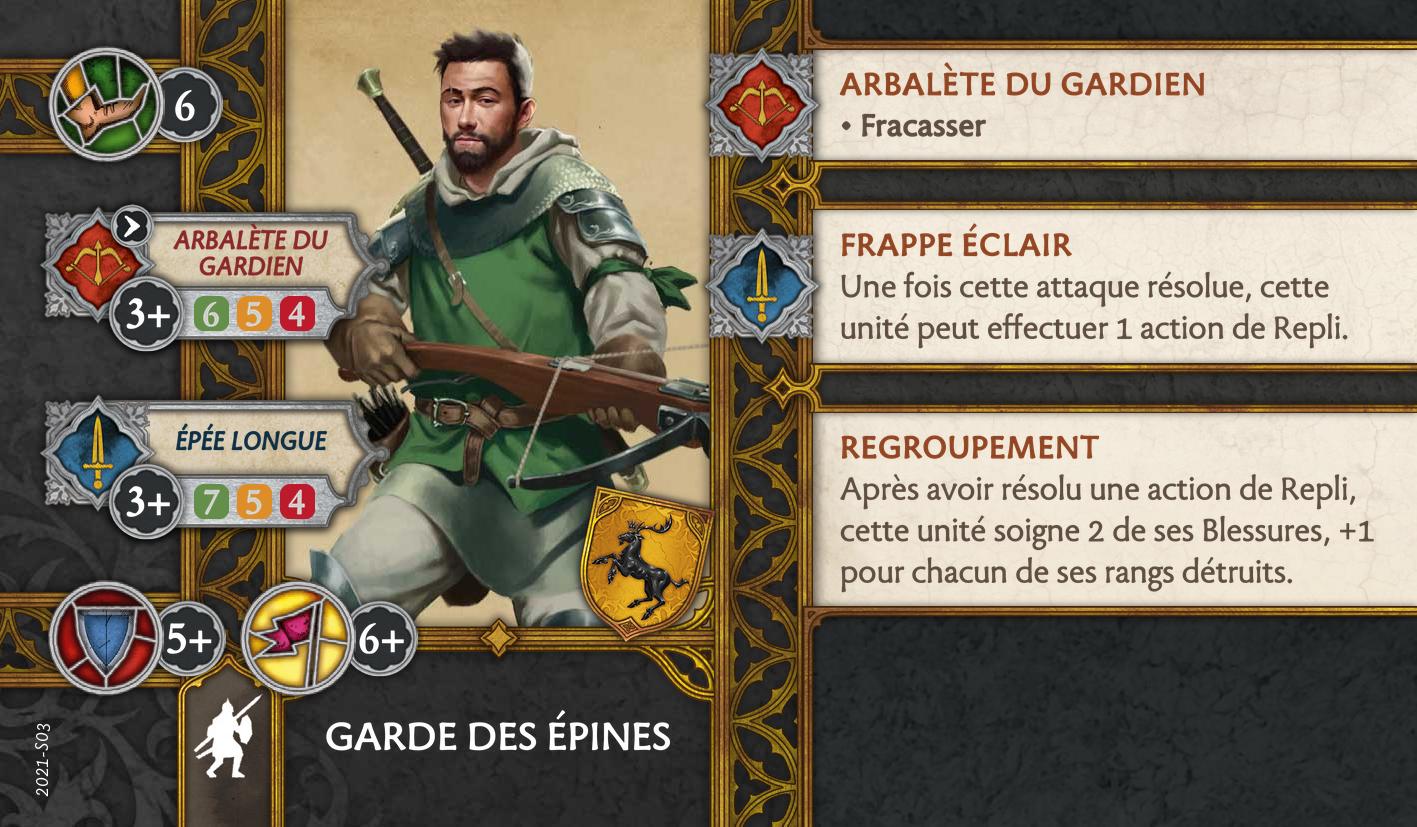 6
ARBALÈTE DU
GARDIEN
3+ 6 5 4
ÉPÉE LONGUE
3+ 7 5 4
5+ 6+
GARDE DES ÉPINES
2021-S03
ARBALÈTE DU GARDIEN
• Fracasser
FRAPPE ÉCLAIR
Une fois cette attaque résolue, cette
unité peut effectuer 1 action de Repli.
REGROUPEMENT
Après avoir résolu une action de Repli,
cette unité soigne 2 de ses Blessures, +1
pour chacun de ses rangs détruits.